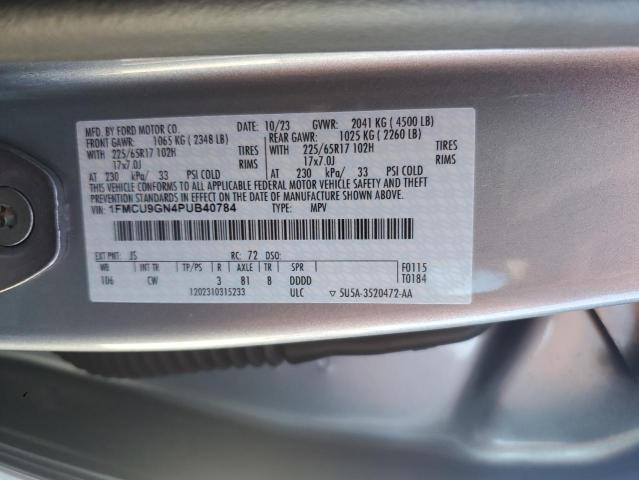 MFD. BY FORD MOTOR CO. DATE: 10/23 GVWR: 2041 KG ( 4500 LB)
FRONT GAWR: 1065 KG ( 2348 LB) REAR GAWR: 1025 KG ( 2260 LB)
WITH 225/65R17 102H TIRES WITH 225/65R17 102H TIRES
17x7.0J RIMS 17x7.0J RIMS
AT 230 kPa/ 33 PSI COLD AT 230 kPa/ 33 PSI COLD
THIS VEHICLE CONFORMS TO ALL APPLICABLE FEDERAL MOTOR VEHICLE SAFETY AND THEFT
PREVENTION STANDARDS IN EFFECT ON THE DATE OF MANUFACTURE SHOWN ABOVE.
VIN: 1FMCU9GN4PUB40784 TYPE: MPV
EXT PNT: JS RC: 72 DSO:
WB INT TR TP/PS R AXLE TR SPR F0115
106 CW 3 81 B DDDD T0184
1202310315233 ULC ▽ 5U5A-3520472-AA